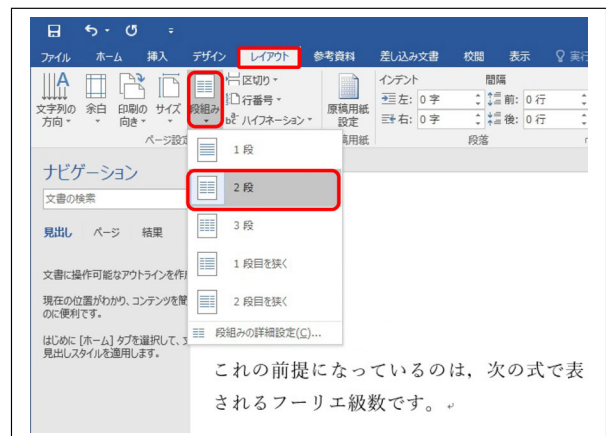 ファイル ホーム 挿入 デザイン レイアウト 参考資料 差し込み文書 校閲 表示 実行
文字列の方向 余白 印刷の向き サイズ 段組み 区切り 行番号 ハイフネーション 原稿用紙設定 インデント 左: 0 字 右: 0 字 間隔 前: 0 行 後: 0 行
ページ設定 原稿用紙 段落
1 段
2 段
3 段
1 段目を狭く
2 段目を狭く
段組みの詳細設定(C)...
ナビゲーション
文書の検索
見出し ページ 結果
文書に操作可能なアウトラインを作
現在の位置がわかり、コンテンツを簡
のに便利です。
はじめに [ホーム] タブを選択して、文
見出しスタイルを適用します。
これの前提になっているのは，次の式で表
されるフーリエ級数です。